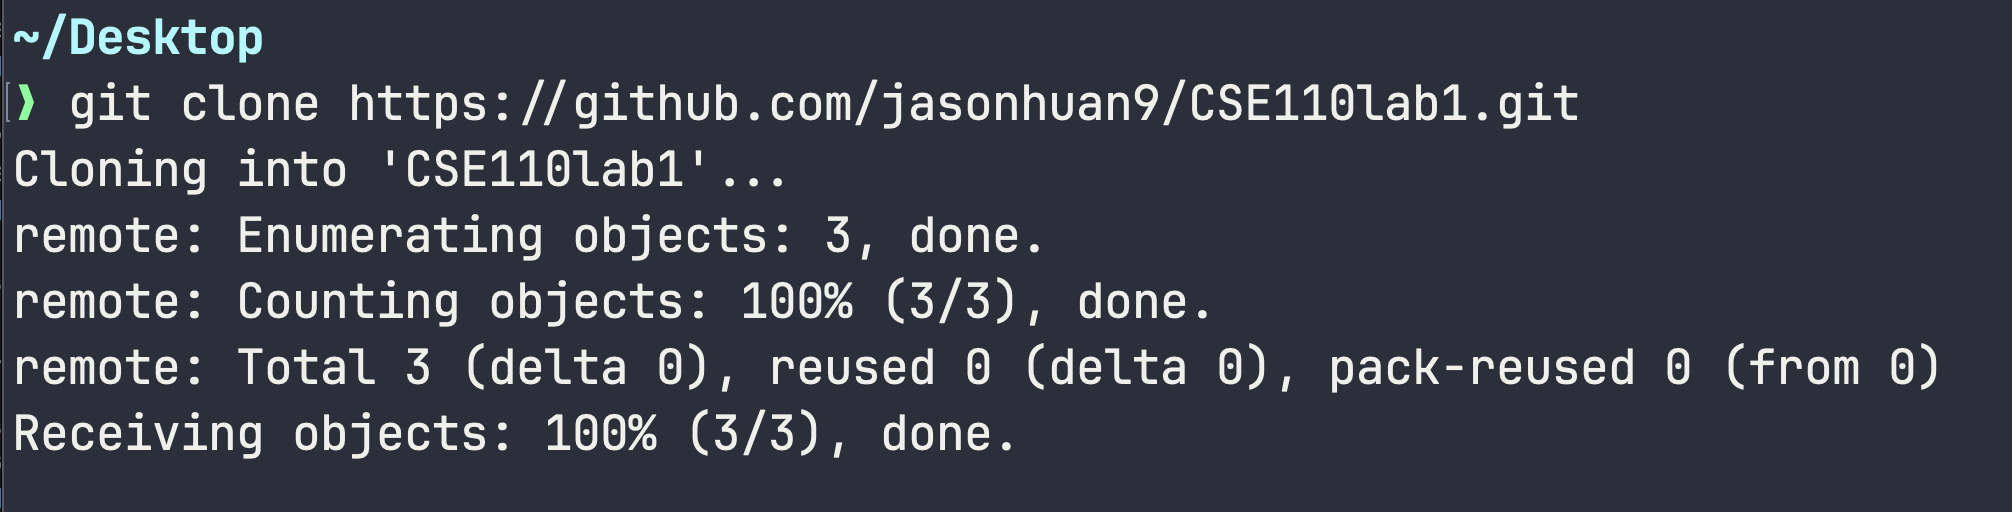 ~/Desktop
❯ git clone https://github.com/jasonhuan9/CSE110lab1.git
Cloning into 'CSE110lab1'...
remote: Enumerating objects: 3, done.
remote: Counting objects: 100% (3/3), done.
remote: Total 3 (delta 0), reused 0 (delta 0), pack-reused 0 (from 0)
Receiving objects: 100% (3/3), done.